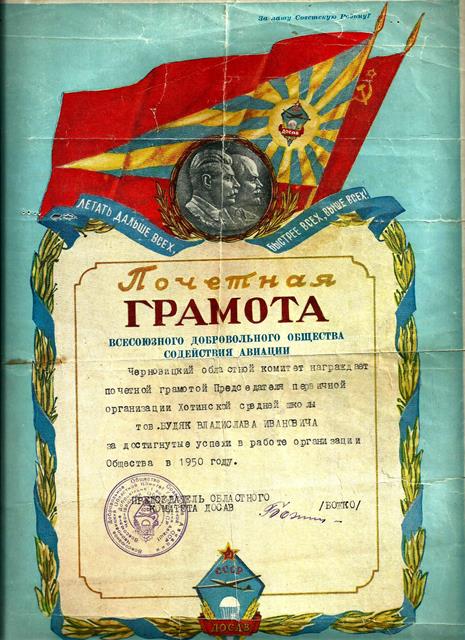 За нашу Советскую Родину!
ДОСАВ
ЛЕТАТЬ ДАЛЬШЕ ВСЕХ,
БЫСТРЕЕ ВСЕХ, ВЫШЕ ВСЕХ!
Почетная
ГРАМОТА
ВСЕСОЮЗНОГО ДОБРОВОЛЬНОГО ОБЩЕСТВА
СОДЕЙСТВИЯ АВИАЦИИ
Черновицкий областной комитет награждает
почетной грамотой Председателя первичной
организации Хотинской средней школы
тов.БУДЯК ВЛАДИСЛАВА ИВАНОВИЧА
за достигнутые успехи в работе организации
Общества в 1950 году.
ПРЕДСЕДАТЕЛЬ ОБЛАСТНОГО
КОМИТЕТА ДОСАВ /БОЖКО/
СССР
ДОСАВ